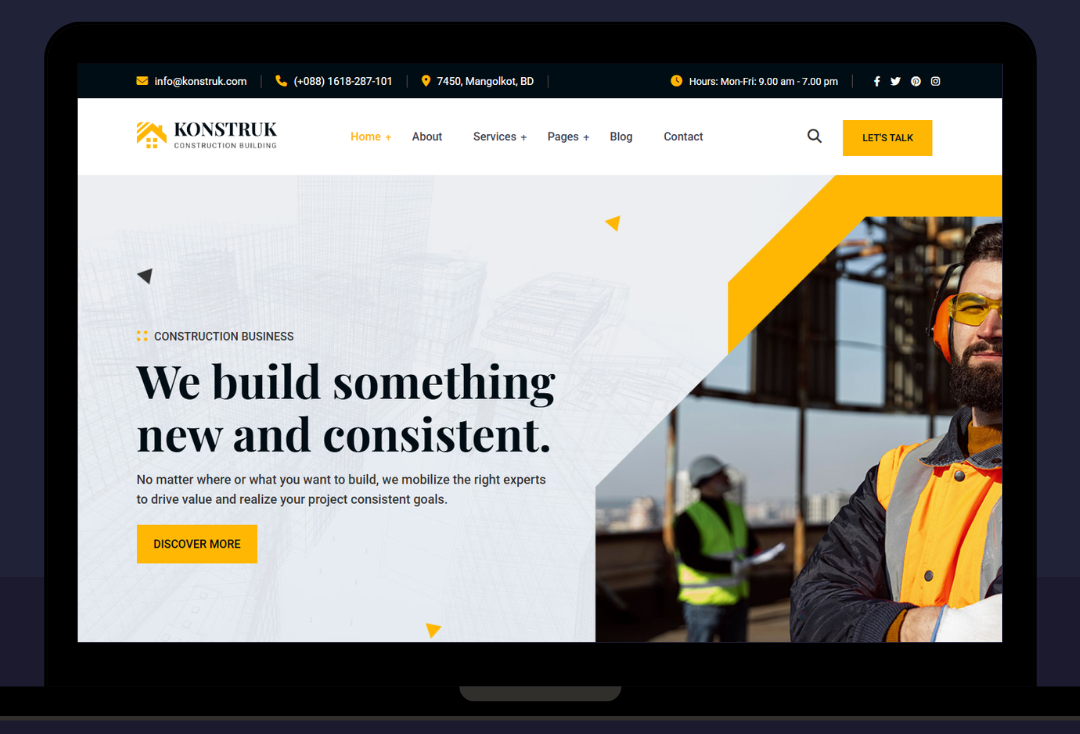 info@konstruk.com
(+088) 1618-287-101
7450, Mangolkot, BD
Hours: Mon-Fri: 9.00 am - 7.00 pm
KONSTRUK
CONSTRUCTION BUILDING
Home +
About
Services +
Pages +
Blog
Contact
LET'S TALK
CONSTRUCTION BUSINESS
We build something
new and consistent.
No matter where or what you want to build, we mobilize the right experts
to drive value and realize your project consistent goals.
DISCOVER MORE